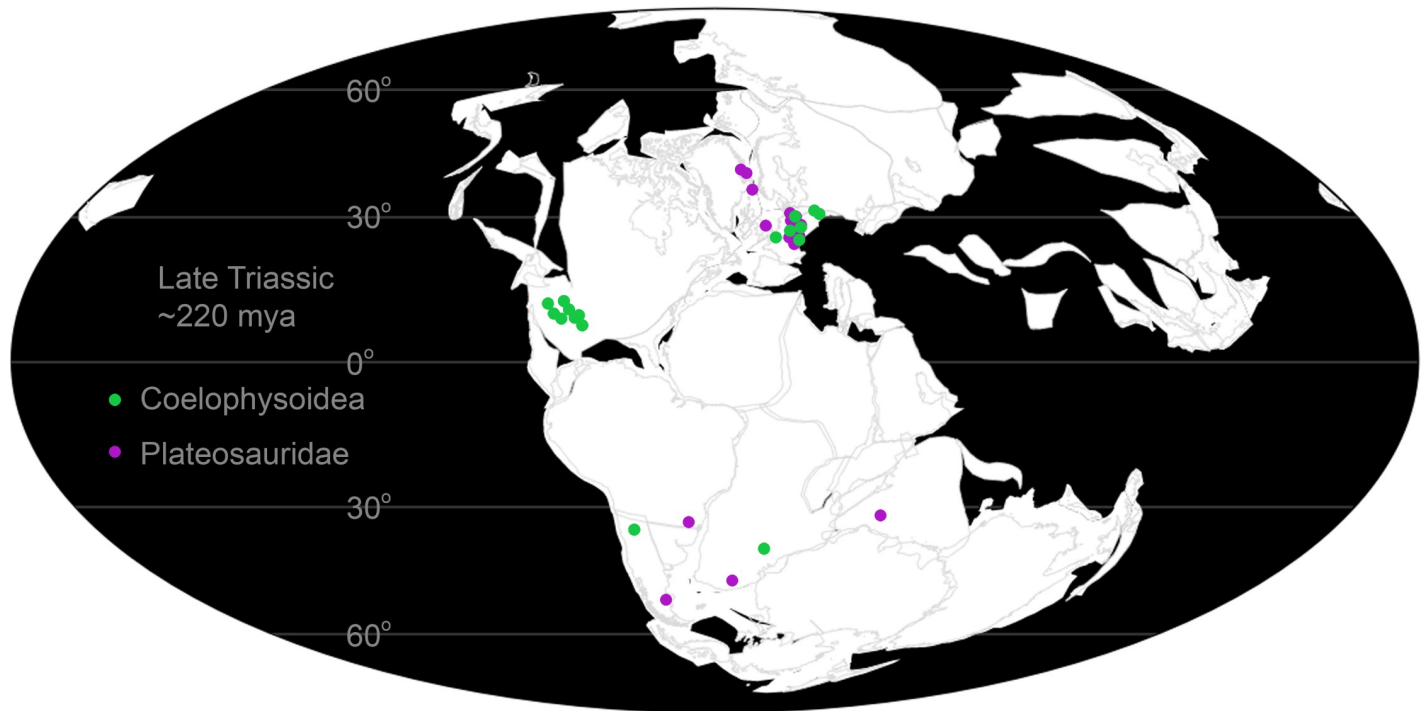 60°
30°
Late Triassic
~220 mya
0°
Coelophysoidea
Plateosauridae
30°
60°